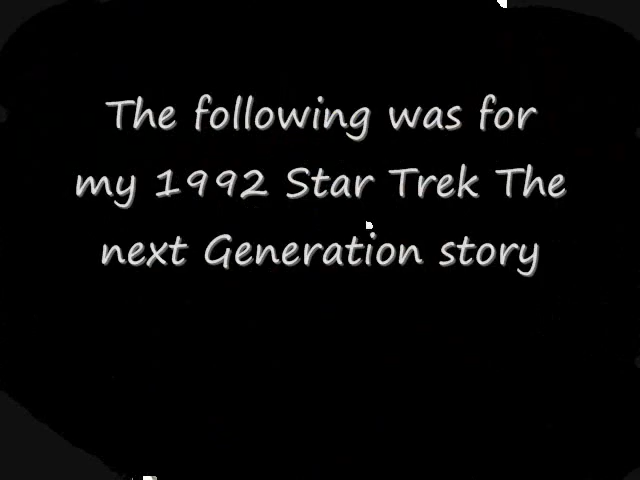 The following was for
my 1992 Star Trek The
next Generation story